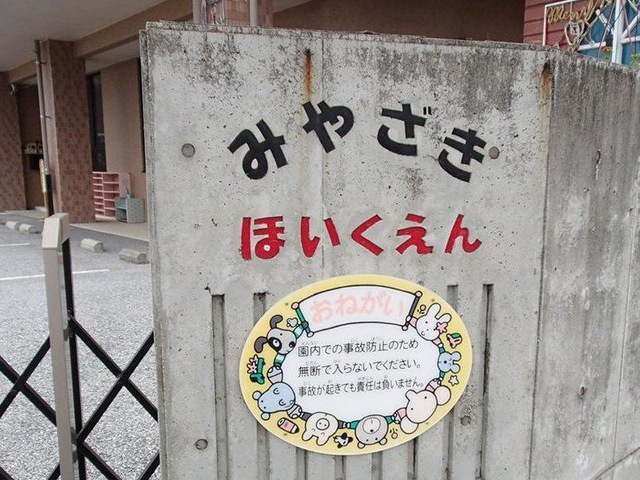 Merry
みやざき
ほいくえん
おねがい
園内での事故防止のため
無断で入らないでください。
事故が起きても責任は負いません。